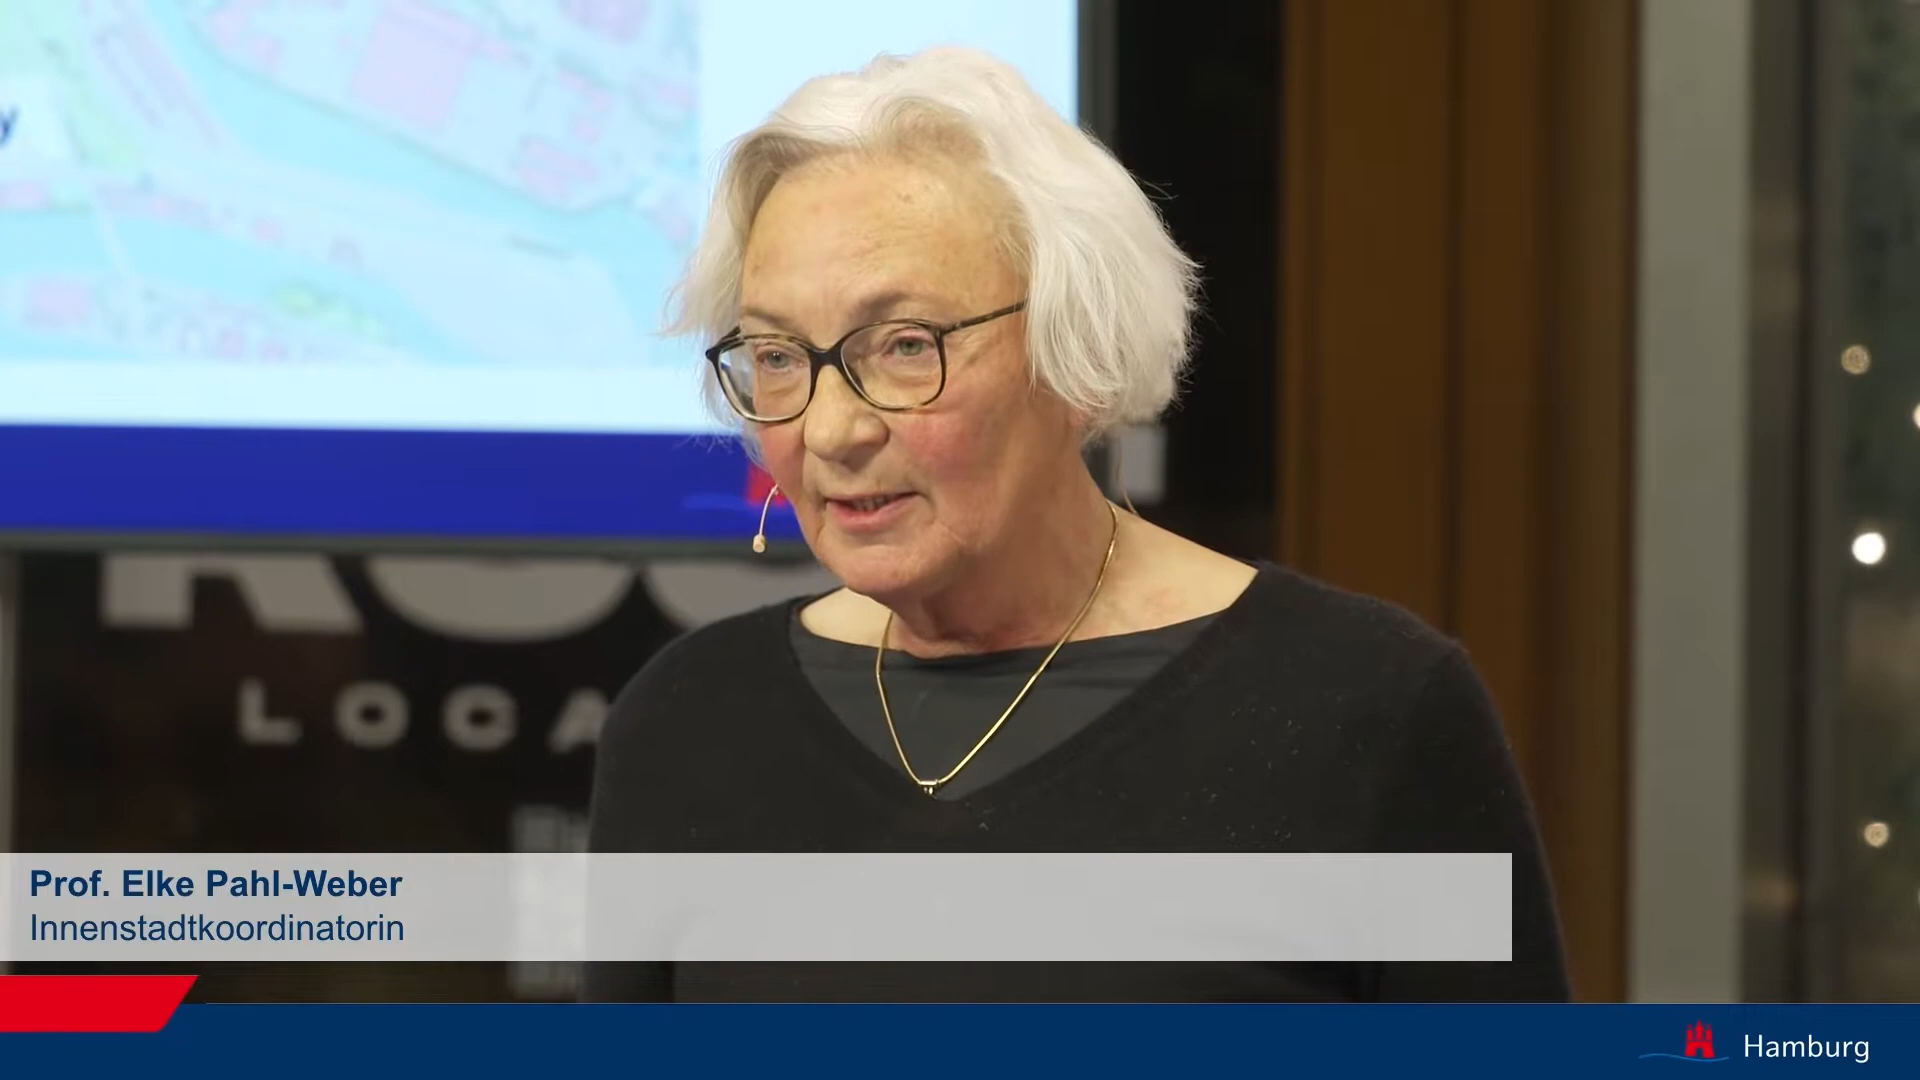 y
LOCA
Prof. Elke Pahl-Weber
Innenstadtkoordinatorin
Hamburg